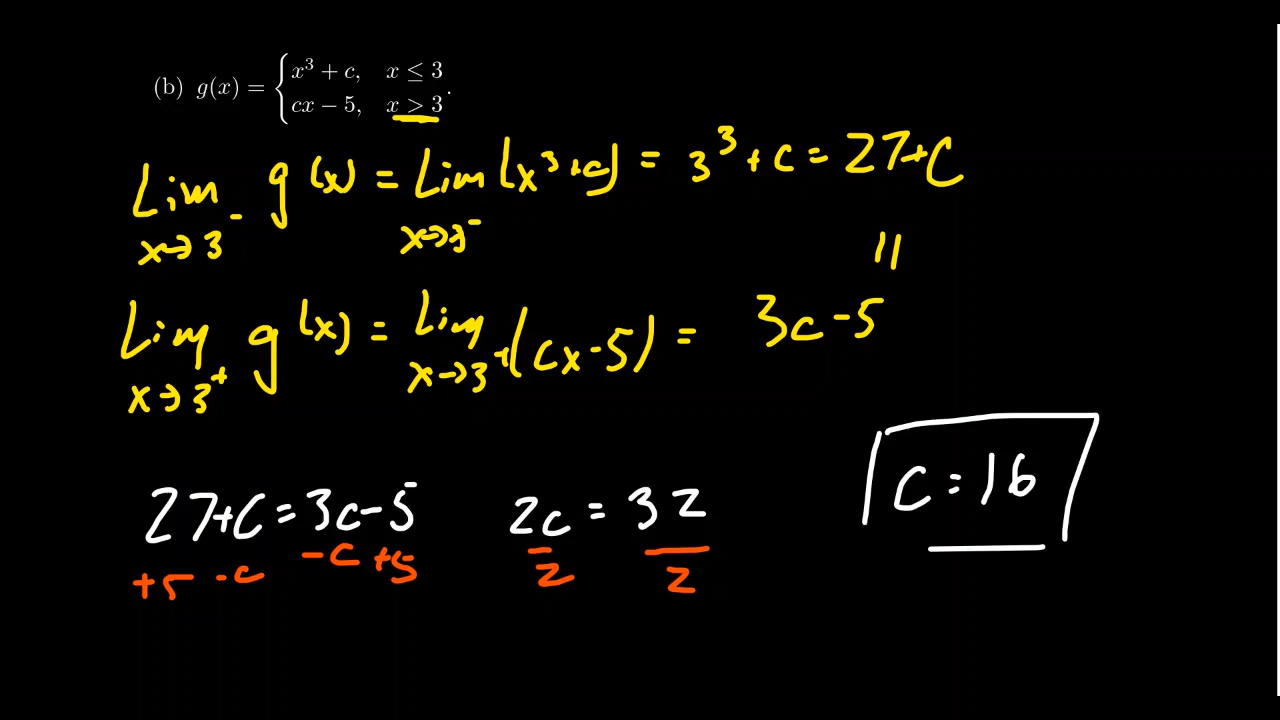 (b) g(x) = { x³ + c, x ≤ 3
cx − 5, x > 3.
Lim x→3⁻ g(x) = Lim x→3⁻ (x³+c) = 3³ + c = 27+C
||
Lim x→3⁺ g(x) = Lim x→3⁺ (cx-5) = 3c-5
27+C = 3c-5 2c = 32 C = 16
+5 -c -c +5 2 2